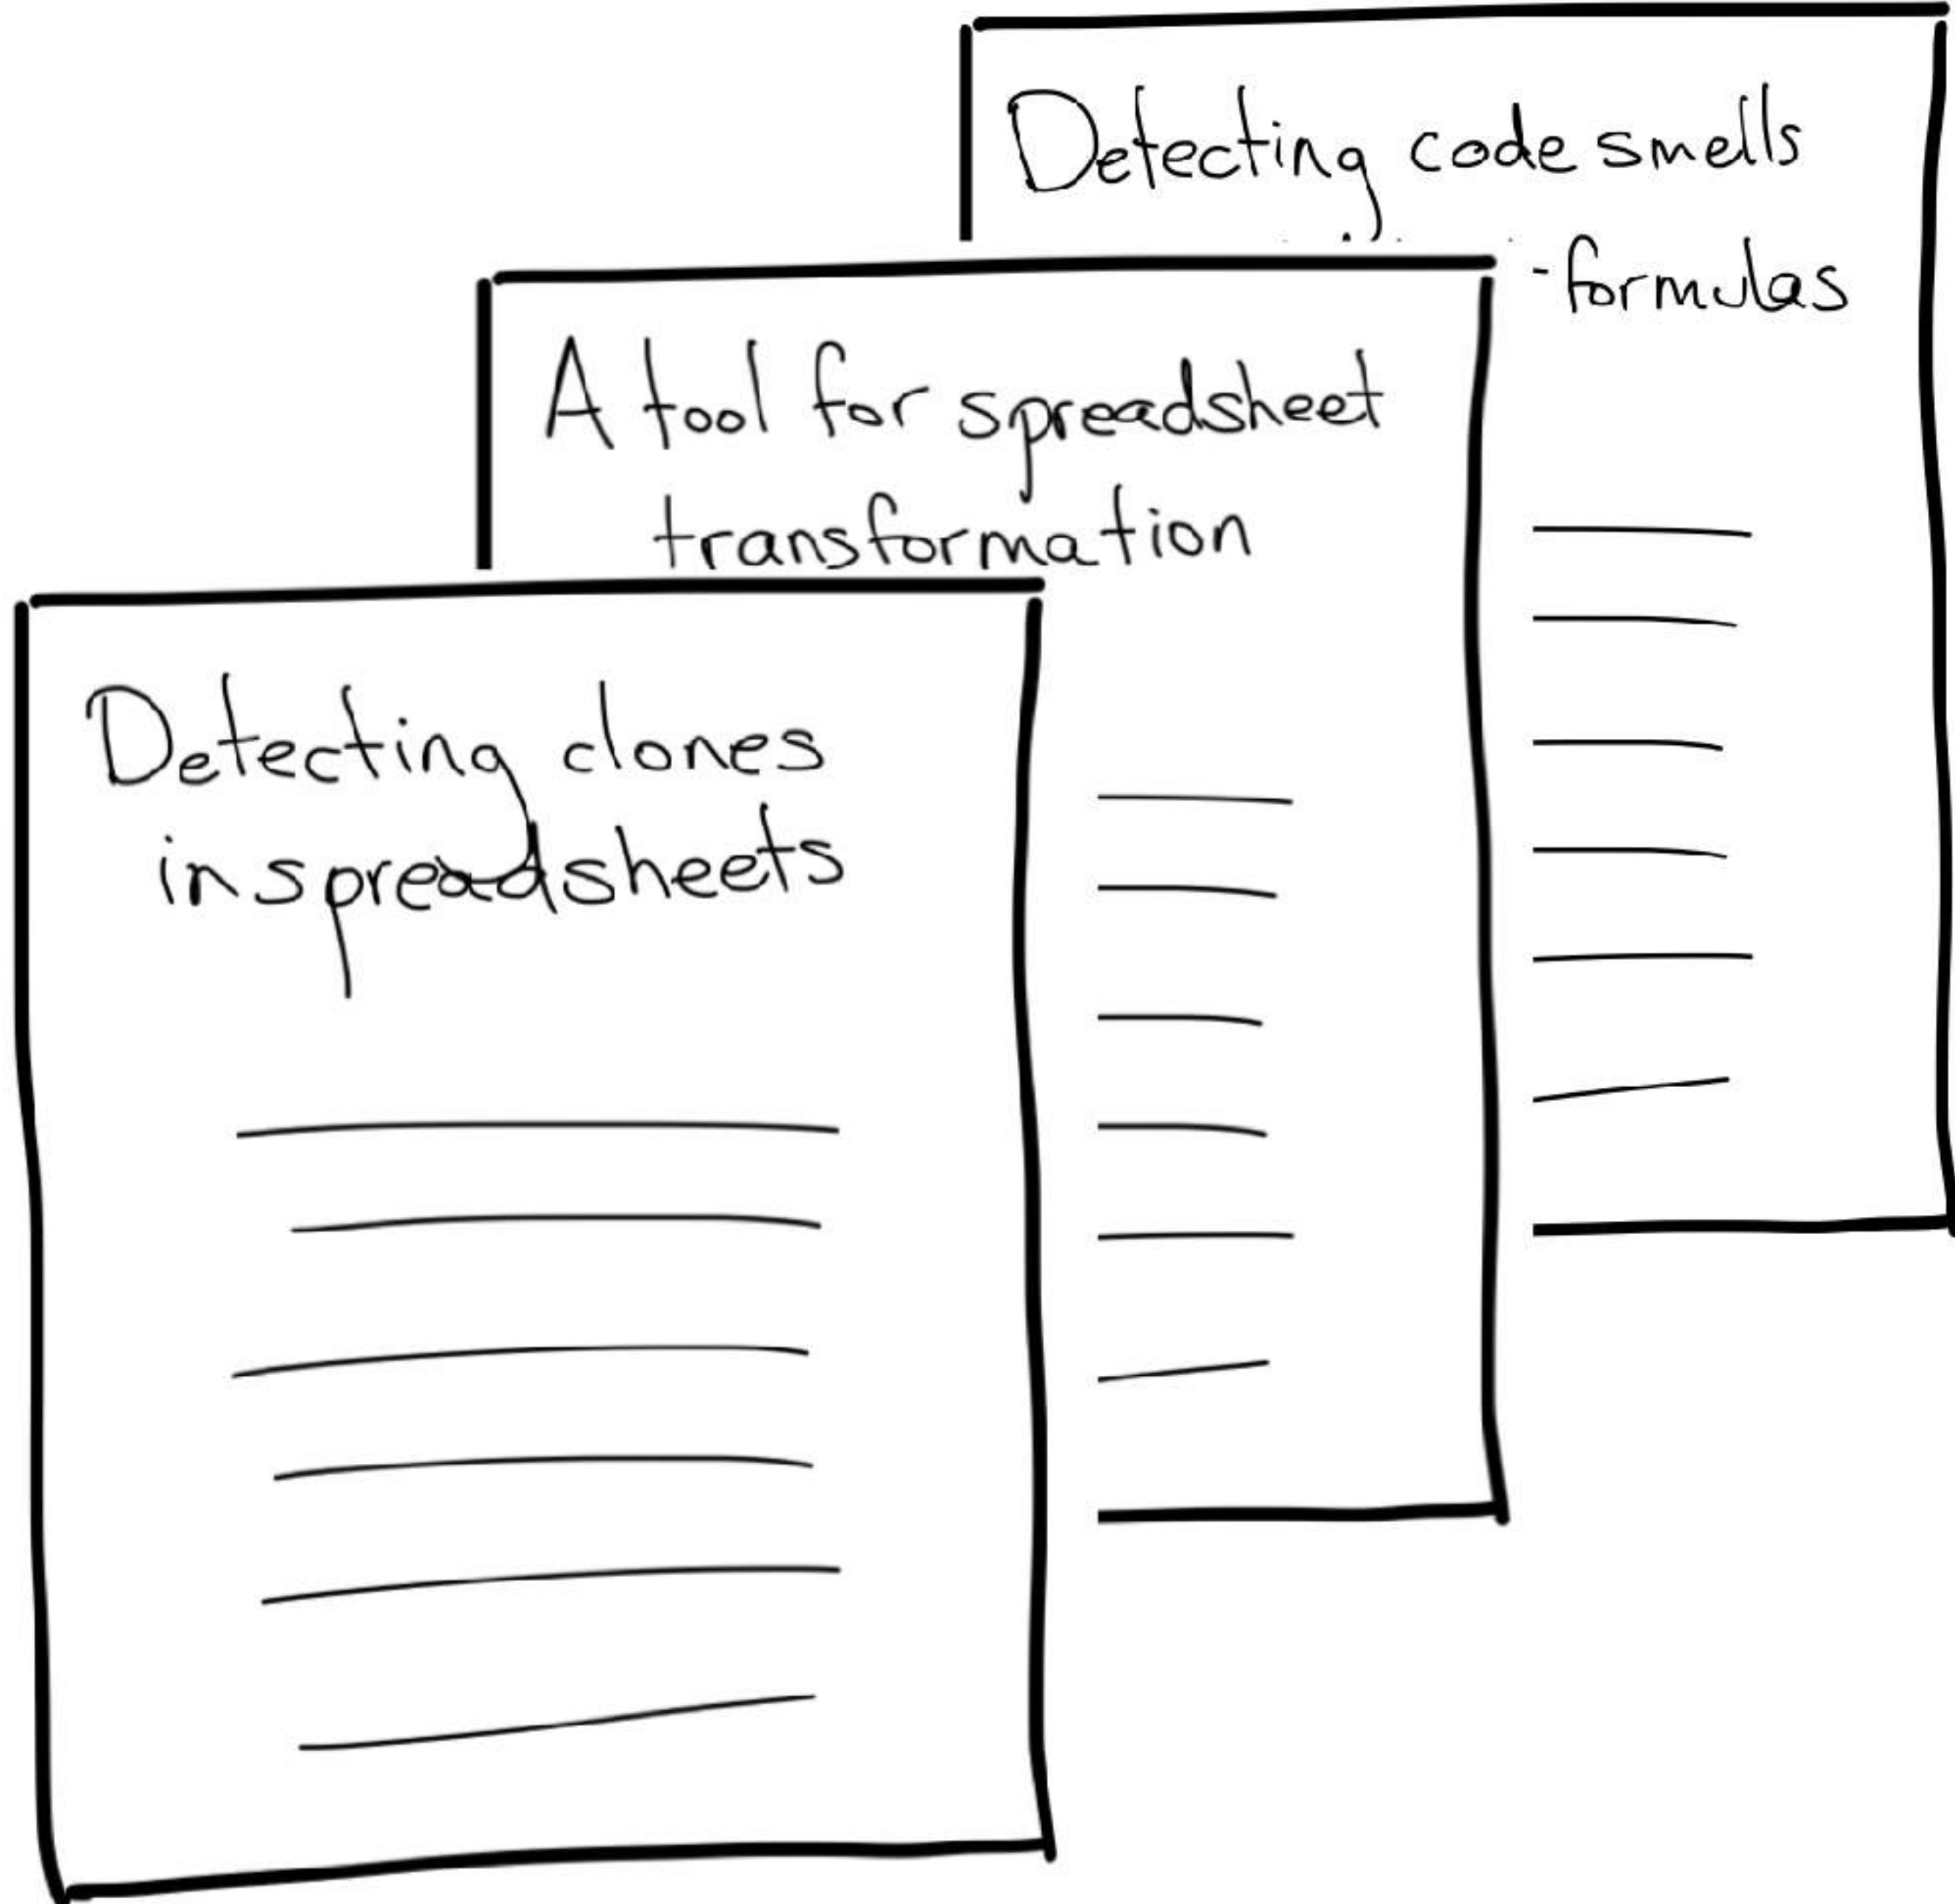 Detecting code smells
formulas
A tool for spreadsheet
transformation
Detecting clones
in spreadsheets